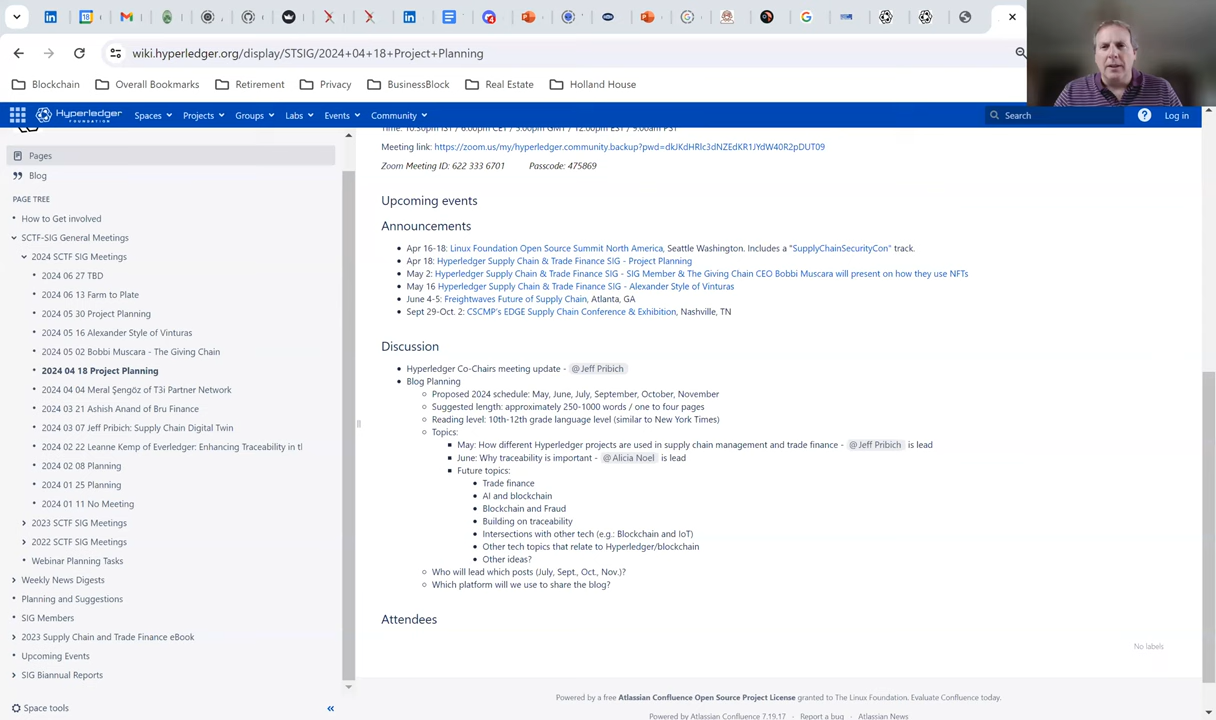 wiki.hyperledger.org/display/STSIG/2024+04+18+Project+Planning
Blockchain
Overall Bookmarks
Retirement
Privacy
BusinessBlock
Real Estate
Holland House
HYPERLEDGER
FOUNDATION
Spaces
Projects
Groups
Labs
Events
Community
Search
Log in
Pages
Blog
PAGE TREE
How to Get involved
SCTF-SIG General Meetings
2024 SCTF SIG Meetings
2024 06 27 TBD
2024 06 13 Farm to Plate
2024 05 30 Project Planning
2024 05 16 Alexander Style of Vinturas
2024 05 02 Bobbi Muscara - The Giving Chain
2024 04 18 Project Planning
2024 04 04 Meral Şengöz of T3i Partner Network
2024 03 21 Ashish Anand of Bru Finance
2024 03 07 Jeff Pribich: Supply Chain Digital Twin
2024 02 22 Leanne Kemp of Everledger: Enhancing Traceability in tl
2024 02 08 Planning
2024 01 25 Planning
2024 01 11 No Meeting
2023 SCTF SIG Meetings
2022 SCTF SIG Meetings
Webinar Planning Tasks
Weekly News Digests
Planning and Suggestions
SIG Members
2023 Supply Chain and Trade Finance eBook
Upcoming Events
SIG Biannual Reports
Space tools
Time: 10:30pm IST / 6:00pm CET / 5:00pm GMT / 12:00pm EST / 9:00am PST
Meeting link: https://zoom.us/my/hyperledger.community.backup?pwd=dkJKdHRlc3dNZEdKR1JYdW40R2pDUT09
Zoom Meeting ID: 622 333 6701 Passcode: 475869
Upcoming events
Announcements
Apr 16-18: Linux Foundation Open Source Summit North America, Seattle Washington. Includes a "SupplyChainSecurityCon" track.
Apr 18: Hyperledger Supply Chain & Trade Finance SIG - Project Planning
May 2: Hyperledger Supply Chain & Trade Finance SIG - SIG Member & The Giving Chain CEO Bobbi Muscara will present on how they use NFTs
May 16 Hyperledger Supply Chain & Trade Finance SIG - Alexander Style of Vinturas
June 4-5: Freightwaves Future of Supply Chain, Atlanta, GA
Sept 29-Oct. 2: CSCMP's EDGE Supply Chain Conference & Exhibition, Nashville, TN
Discussion
Hyperledger Co-Chairs meeting update - @Jeff Pribich
Blog Planning
Proposed 2024 schedule: May, June, July, September, October, November
Suggested length: approximately 250-1000 words / one to four pages
Reading level: 10th-12th grade language level (similar to New York Times)
Topics:
May: How different Hyperledger projects are used in supply chain management and trade finance - @Jeff Pribich is lead
June: Why traceability is important - @Alicia Noel is lead
Future topics:
Trade finance
AI and blockchain
Blockchain and Fraud
Building on traceability
Intersections with other tech (e.g.: Blockchain and IoT)
Other tech topics that relate to Hyperledger/blockchain
Other ideas?
Who will lead which posts (July, Sept., Oct., Nov.)?
Which platform will we use to share the blog?
Attendees
No labels
Powered by a free Atlassian Confluence Open Source Project License granted to The Linux Foundation. Evaluate Confluence today.
Powered by Atlassian Confluence 7.19.17 · Report a bug · Atlassian News